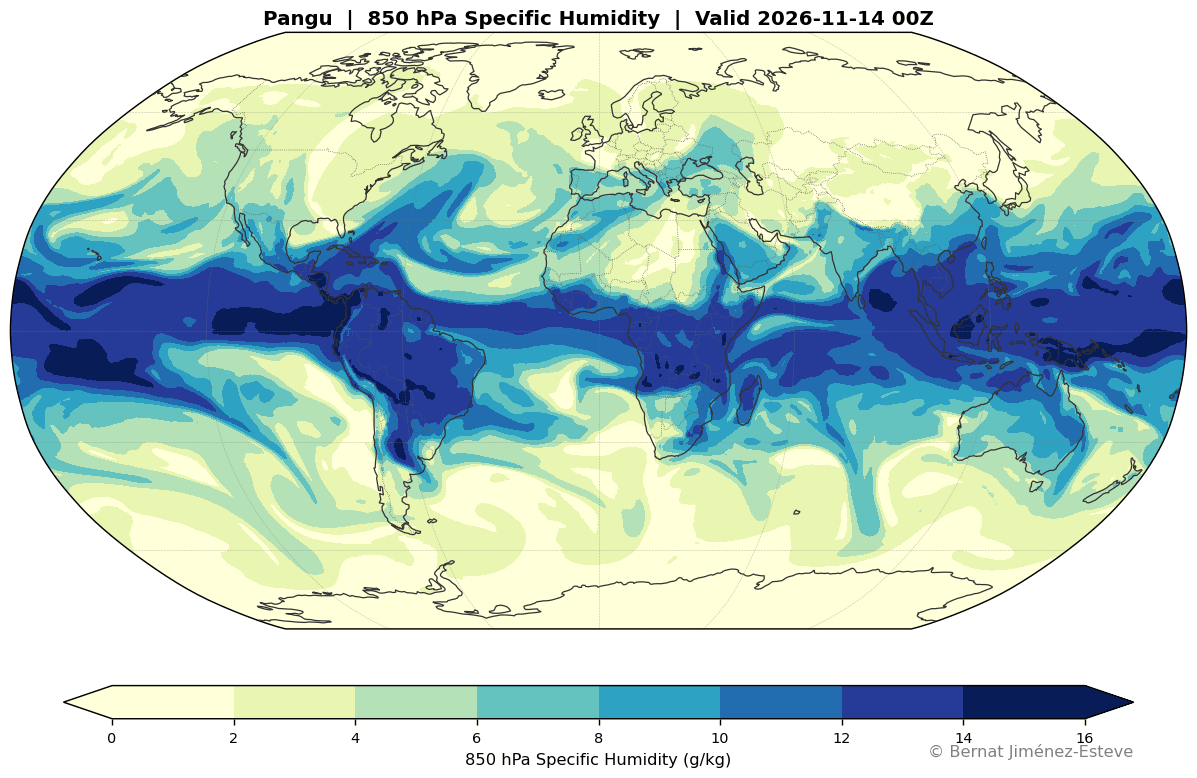 Pangu | 850 hPa Specific Humidity | Valid 2026-11-14 00Z
0 2 4 6 8 10 12 14 16
850 hPa Specific Humidity (g/kg)
© Bernat Jiménez-Esteve